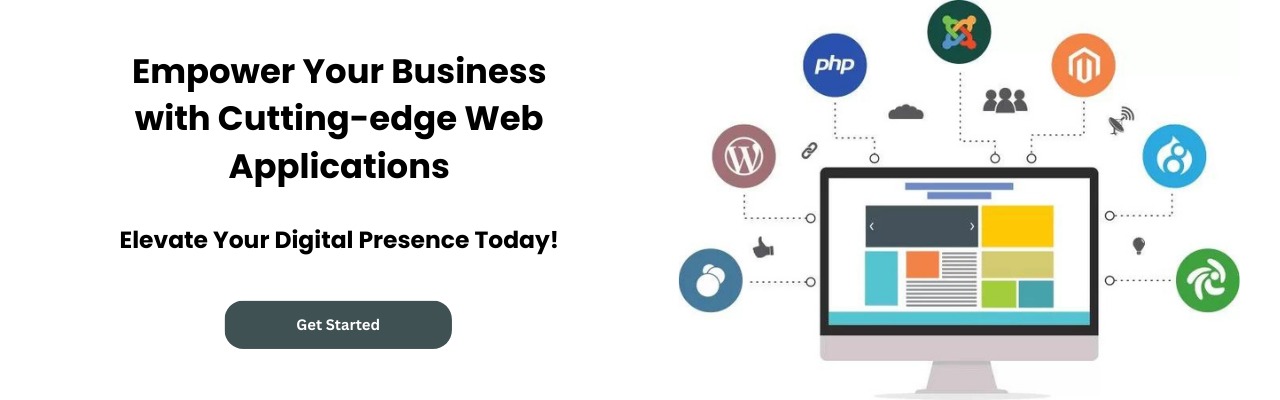 Empower Your Business
with Cutting-edge Web
Applications
Elevate Your Digital Presence Today!
Get Started
php